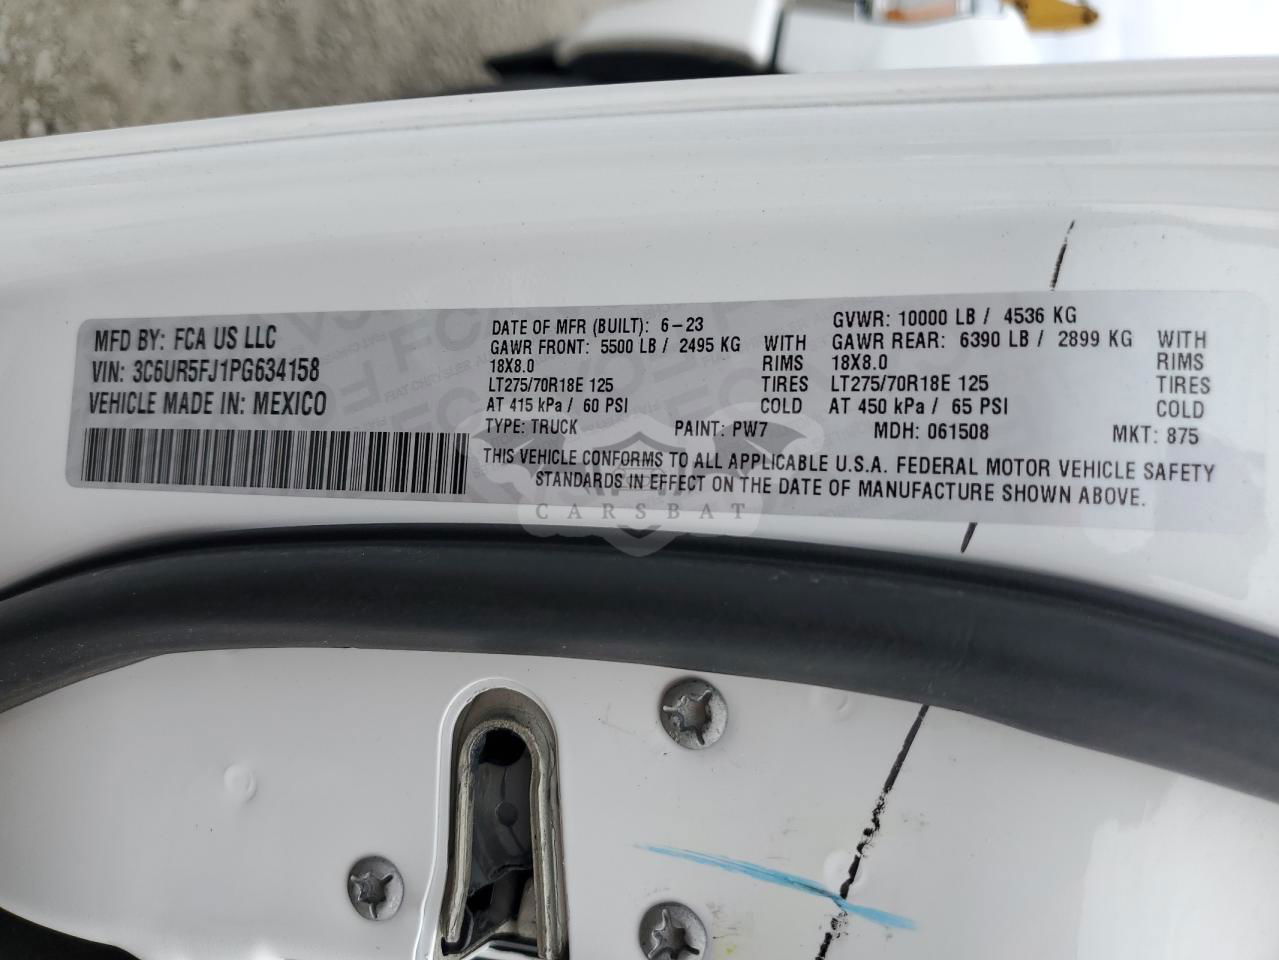 MFD BY: FCA US LLC
VIN: 3C6UR5FJ1PG634158
VEHICLE MADE IN: MEXICO
DATE OF MFR (BUILT): 6-23
GAWR FRONT: 5500 LB / 2495 KG WITH
18X8.0 RIMS
LT275/70R18E 125 TIRES
AT 415 kPa / 60 PSI COLD
GVWR: 10000 LB / 4536 KG
GAWR REAR: 6390 LB / 2899 KG WITH
18X8.0 RIMS
LT275/70R18E 125 TIRES
AT 450 kPa / 65 PSI COLD
TYPE: TRUCK PAINT: PW7 MDH: 061508 MKT: 875
THIS VEHICLE CONFORMS TO ALL APPLICABLE U.S.A. FEDERAL MOTOR VEHICLE SAFETY
STANDARDS IN EFFECT ON THE DATE OF MANUFACTURE SHOWN ABOVE.
CARSBAT